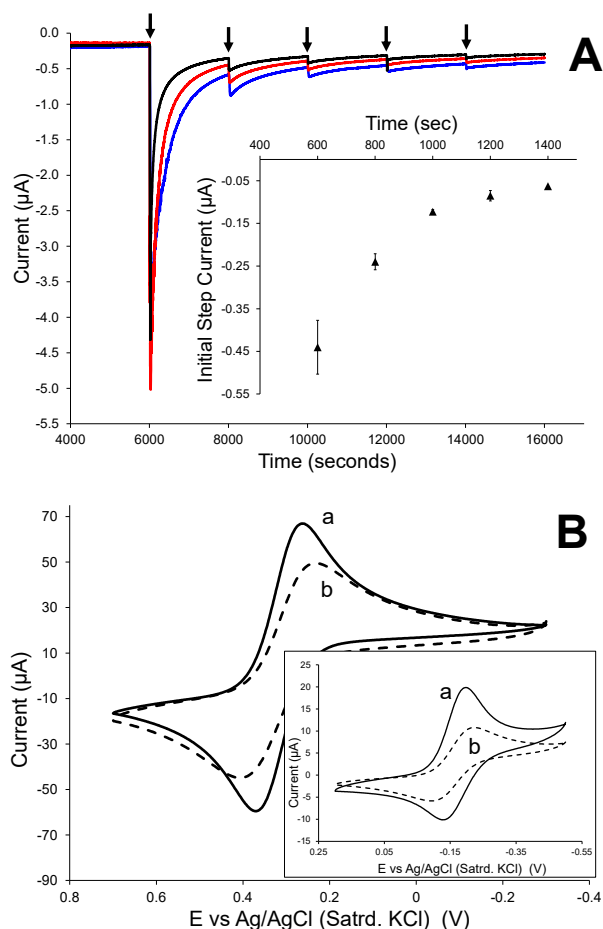 A
0.0
-0.5
-1.0
-1.5
-2.0
-2.5
-3.0
-3.5
-4.0
-4.5
-5.0
-5.5
Current (µA)
4000 6000 8000 10000 12000 14000 16000
Time (seconds)
Time (sec)
400 600 800 1000 1200 1400
-0.05
-0.15
-0.25
-0.35
-0.45
-0.55
Initial Step Current (µA)
B
70
50
30
10
-10
-30
-50
-70
-90
Current (µA)
a
b
0.8 0.6 0.4 0.2 0 -0.2 -0.4
E vs Ag/AgCl (Satrd. KCl) (V)
25
20
15
10
5
0
-5
-10
-15
Current (µA)
a
b
0.25 0.05 -0.15 -0.35 -0.55
E vs Ag/AgCl (Satrd. KCl) (V)